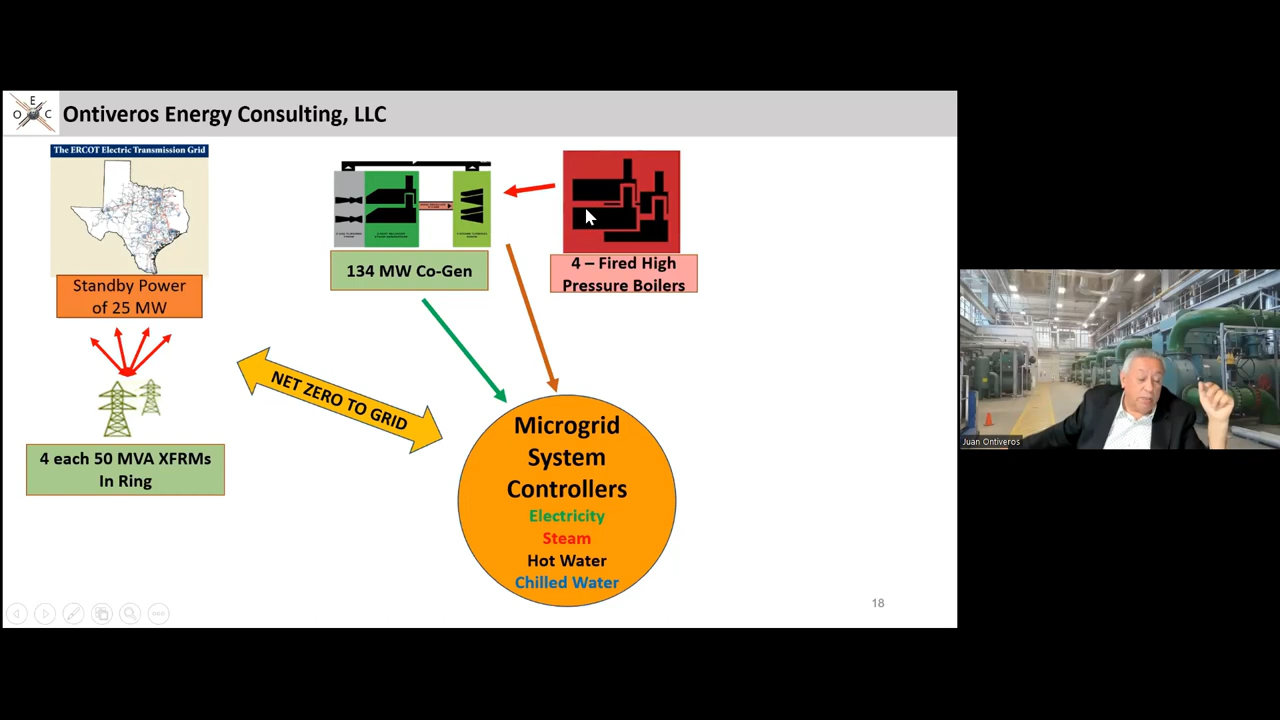 O E C
Ontiveros Energy Consulting, LLC
The ERCOT Electric Transmission Grid
Standby Power
of 25 MW
134 MW Co-Gen
4 – Fired High
Pressure Boilers
NET ZERO TO GRID
4 each 50 MVA XFRMs
In Ring
Microgrid
System
Controllers
Electricity
Steam
Hot Water
Chilled Water
18
Juan Ontiveros